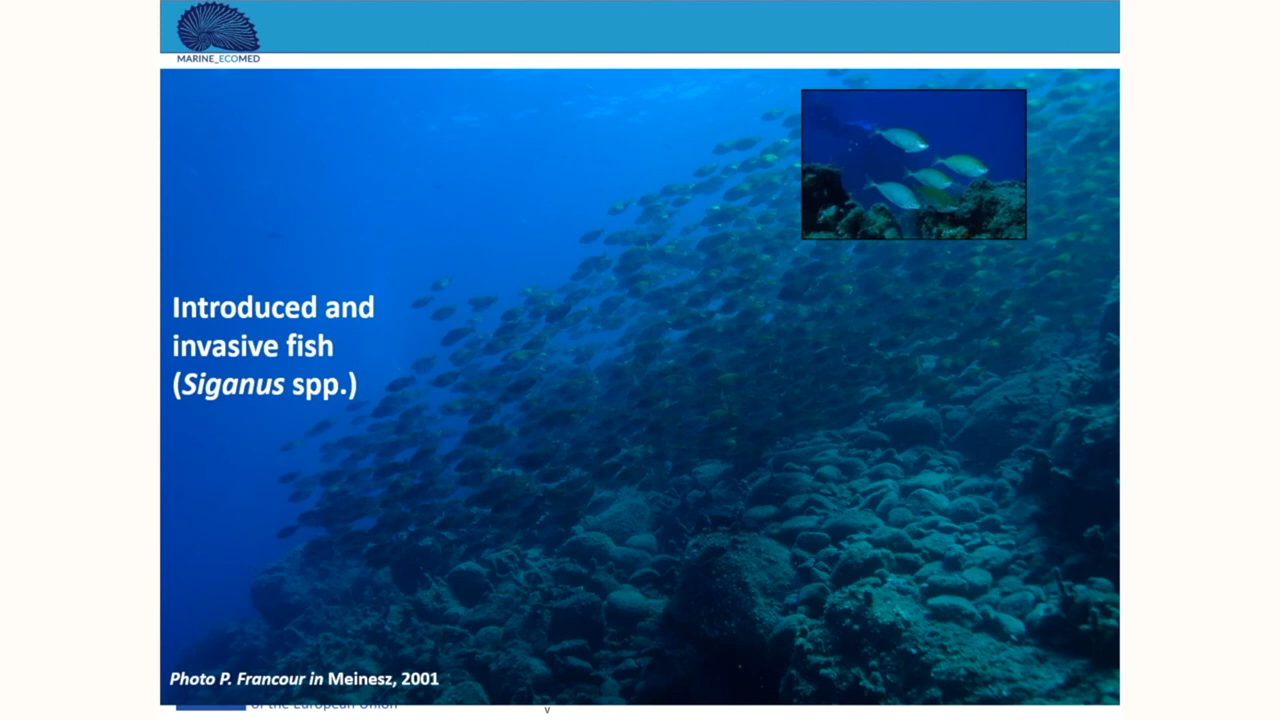 MARINE_ECOMED
Introduced and
invasive fish
(Siganus spp.)
Photo P. Francour in Meinesz, 2001
of the European Union
v